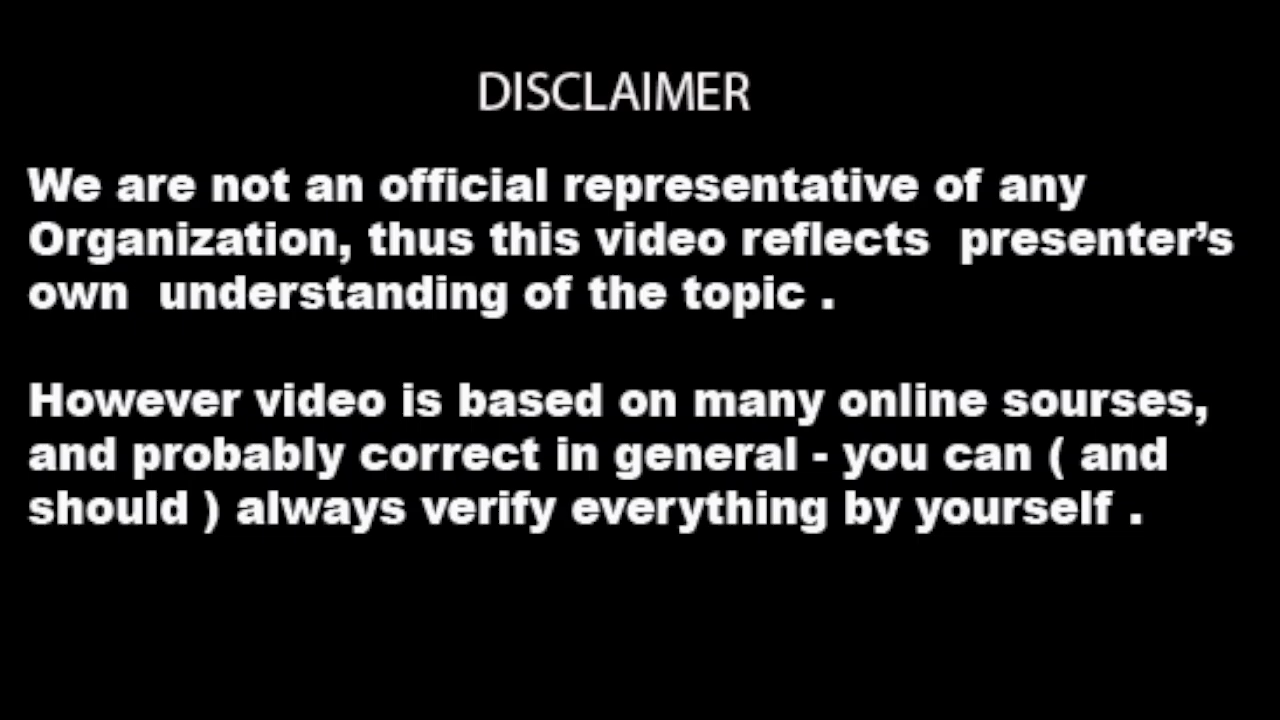 DISCLAIMER
We are not an official representative of any
Organization, thus this video reflects  presenter’s
own  understanding of the topic .
However video is based on many online sourses,
and probably correct in general - you can ( and
should ) always verify everything by yourself .